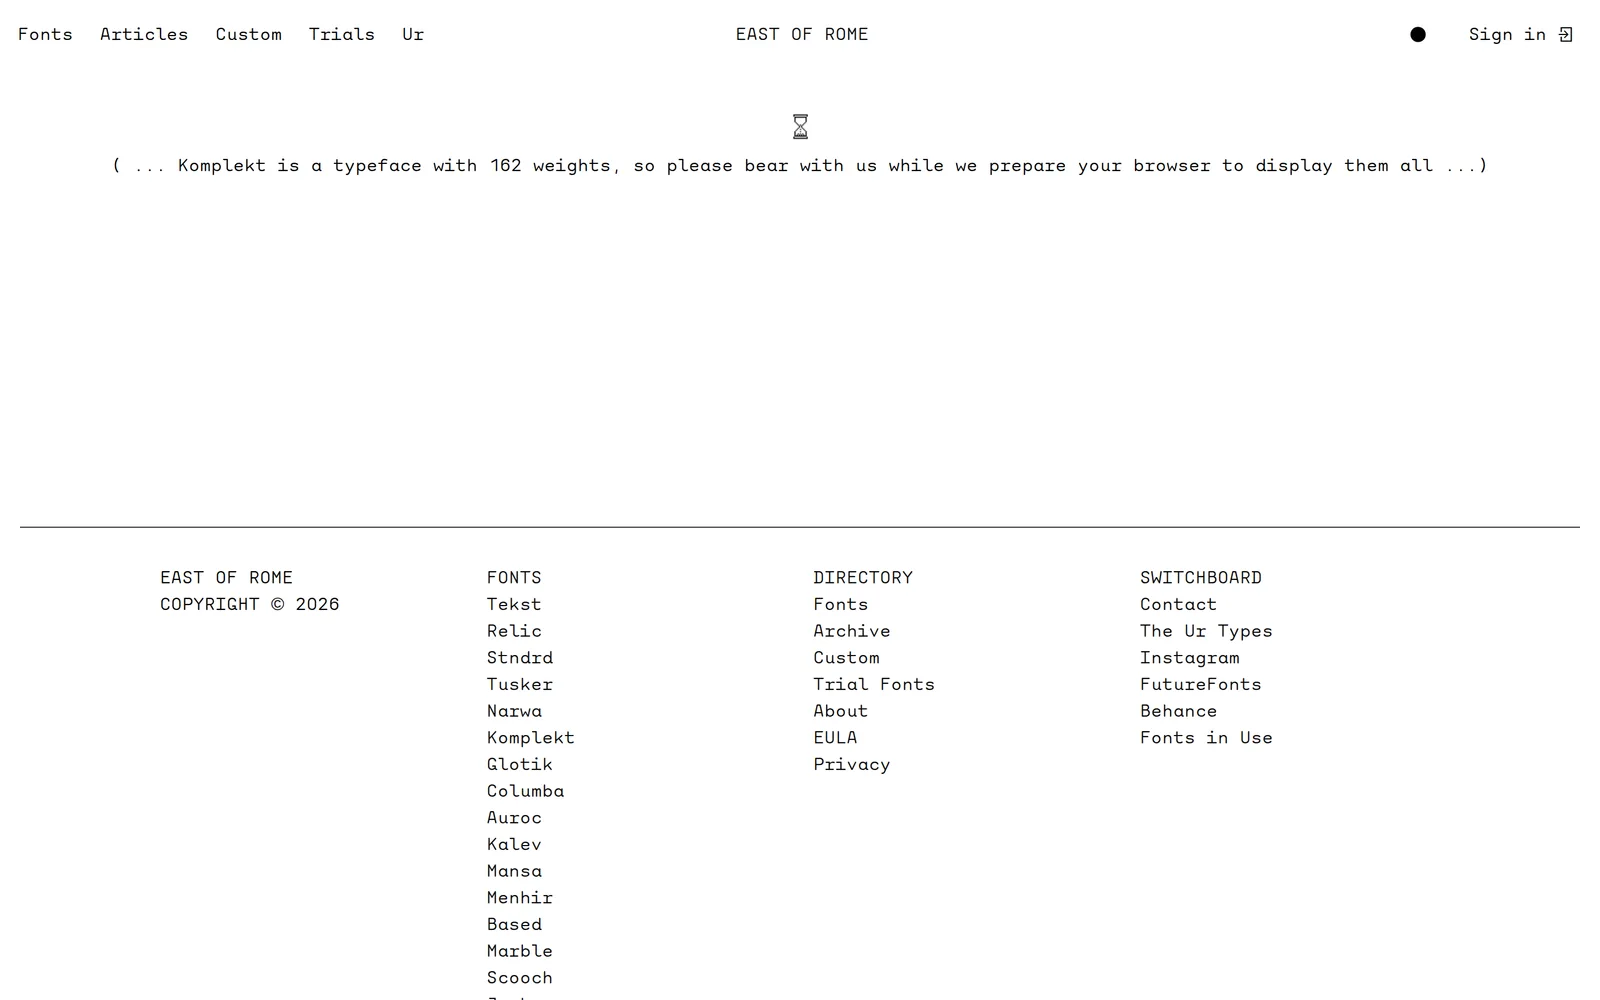 Fonts Articles Custom Trials Ur EAST OF ROME Sign in
( ... Komplekt is a typeface with 162 weights, so please bear with us while we prepare your browser to display them all ...)
EAST OF ROME
COPYRIGHT © 2026
FONTS
Tekst
Relic
Stndrd
Tusker
Narwa
Komplekt
Glotik
Columba
Auroc
Kalev
Mansa
Menhir
Based
Marble
Scooch
DIRECTORY
Fonts
Archive
Custom
Trial Fonts
About
EULA
Privacy
SWITCHBOARD
Contact
The Ur Types
Instagram
FutureFonts
Behance
Fonts in Use